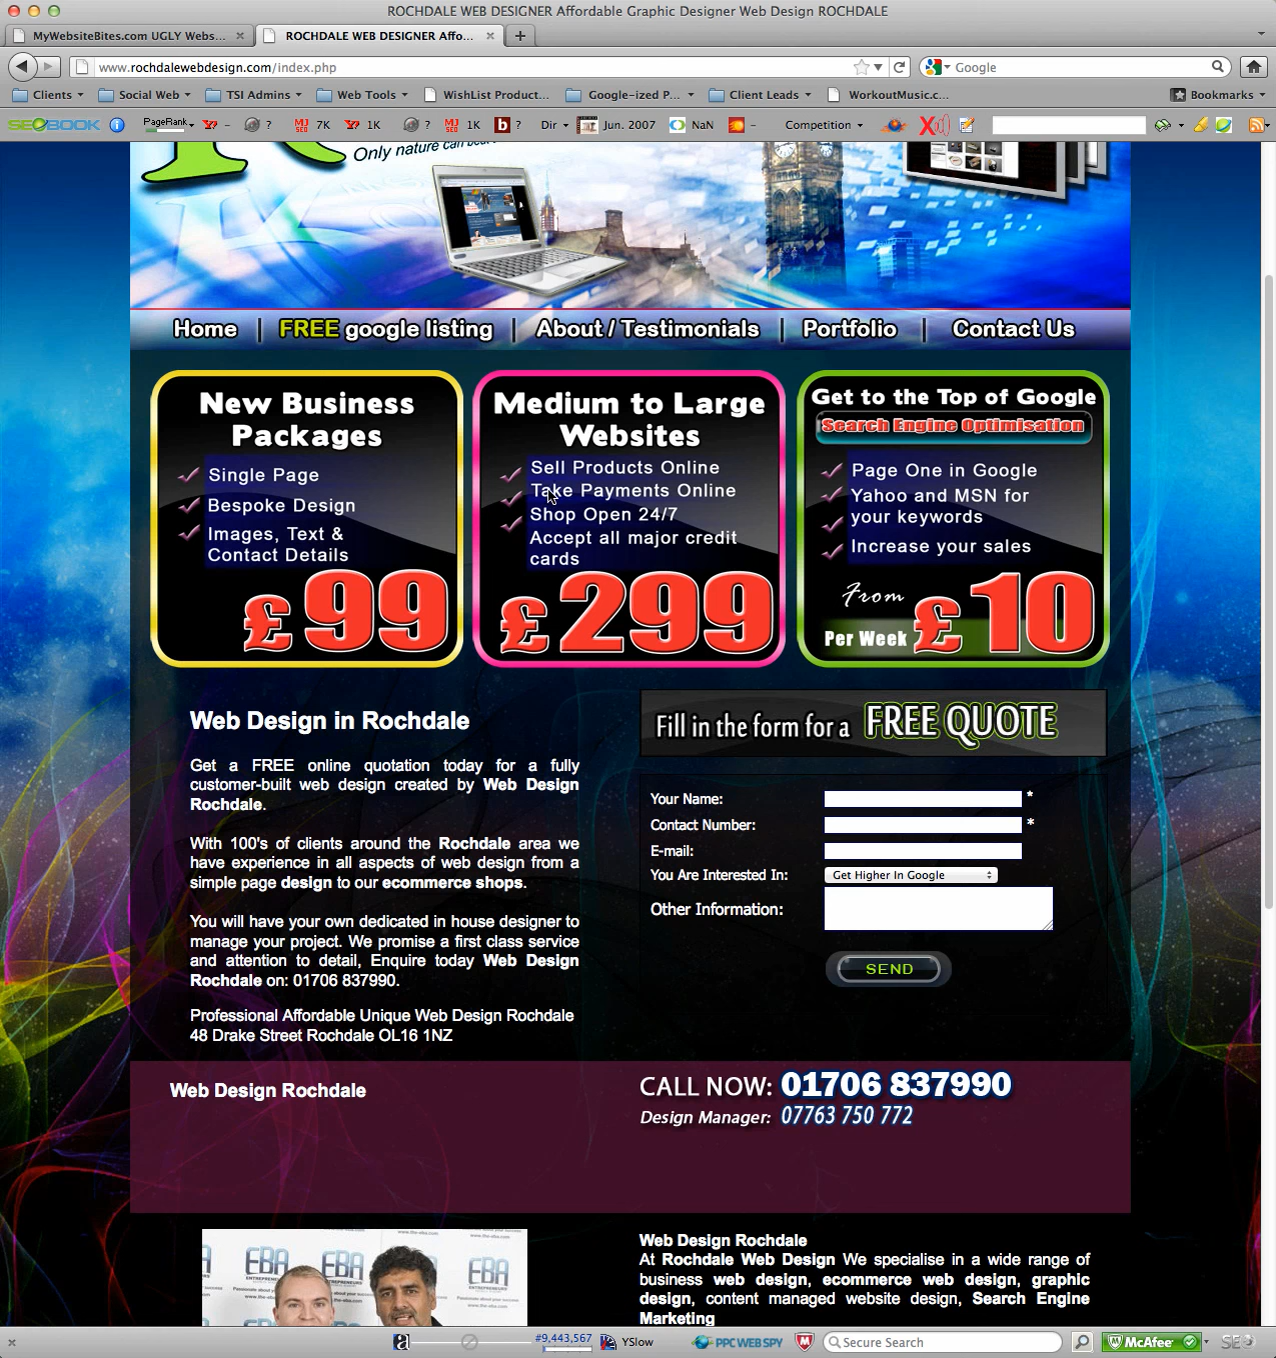 ROCHDALE WEB DESIGNER Affordable Graphic Designer Web Design ROCHDALE
MyWebsiteBites.com UGLY Webs...
ROCHDALE WEB DESIGNER Affo...
www.rochdalewebdesign.com/index.php
Google
Clients
Social Web
TSI Admins
Web Tools
WishList Product...
Google-ized P...
Client Leads
WorkoutMusic.c...
Bookmarks
SEOBOOK
PageRank
-
?
7K
1K
?
1K
?
Dir
Jun. 2007
NaN
-
Competition
Only nature can
Home | FREE google listing | About / Testimonials | Portfolio | Contact Us
New Business
Packages
Single Page
Bespoke Design
Images, Text &
Contact Details
£99
Medium to Large
Websites
Sell Products Online
Take Payments Online
Shop Open 24/7
Accept all major credit
cards
£299
Get to the Top of Google
Search Engine Optimisation
Page One in Google
Yahoo and MSN for
your keywords
Increase your sales
From
Per Week £10
Web Design in Rochdale
Get a FREE online quotation today for a fully
customer-built web design created by Web Design
Rochdale.
With 100's of clients around the Rochdale area we
have experience in all aspects of web design from a
simple page design to our ecommerce shops.
You will have your own dedicated in house designer to
manage your project. We promise a first class service
and attention to detail, Enquire today Web Design
Rochdale on: 01706 837990.
Professional Affordable Unique Web Design Rochdale
48 Drake Street Rochdale OL16 1NZ
Fill in the form for a FREE QUOTE
Your Name: *
Contact Number: *
E-mail:
You Are Interested In: Get Higher In Google
Other Information:
SEND
Web Design Rochdale
CALL NOW: 01706 837990
Design Manager: 07763 750 772
EBA
EBA
EBA
EBA
Web Design Rochdale
At Rochdale Web Design We specialise in a wide range of
business web design, ecommerce web design, graphic
design, content managed website design, Search Engine
Marketing
#9,443,567
YSlow
PPC WEB SPY
Secure Search
McAfee
SEO